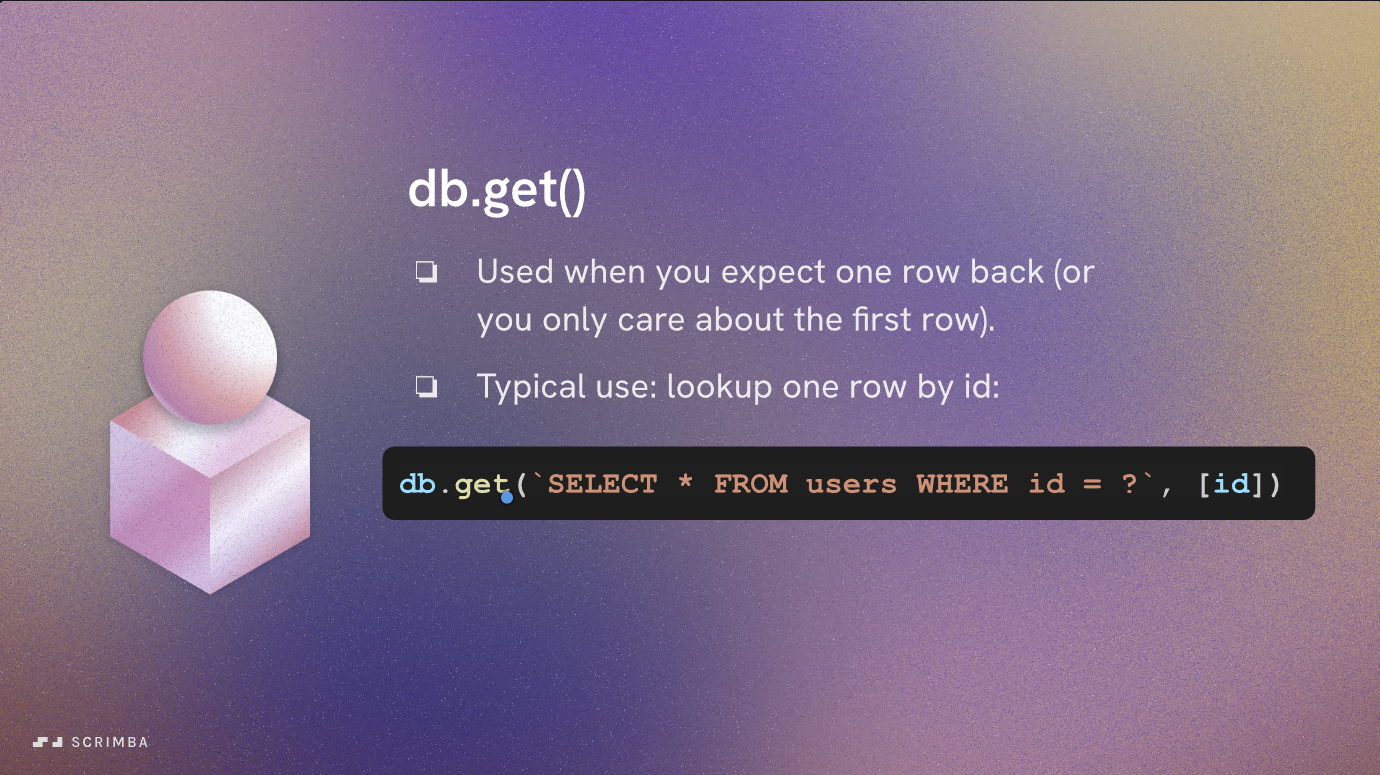 db.get()
❏ Used when you expect one row back (or
you only care about the first row).
❏ Typical use: lookup one row by id:
db.get(`SELECT * FROM users WHERE id = ?`, [id])
SCRIMBA